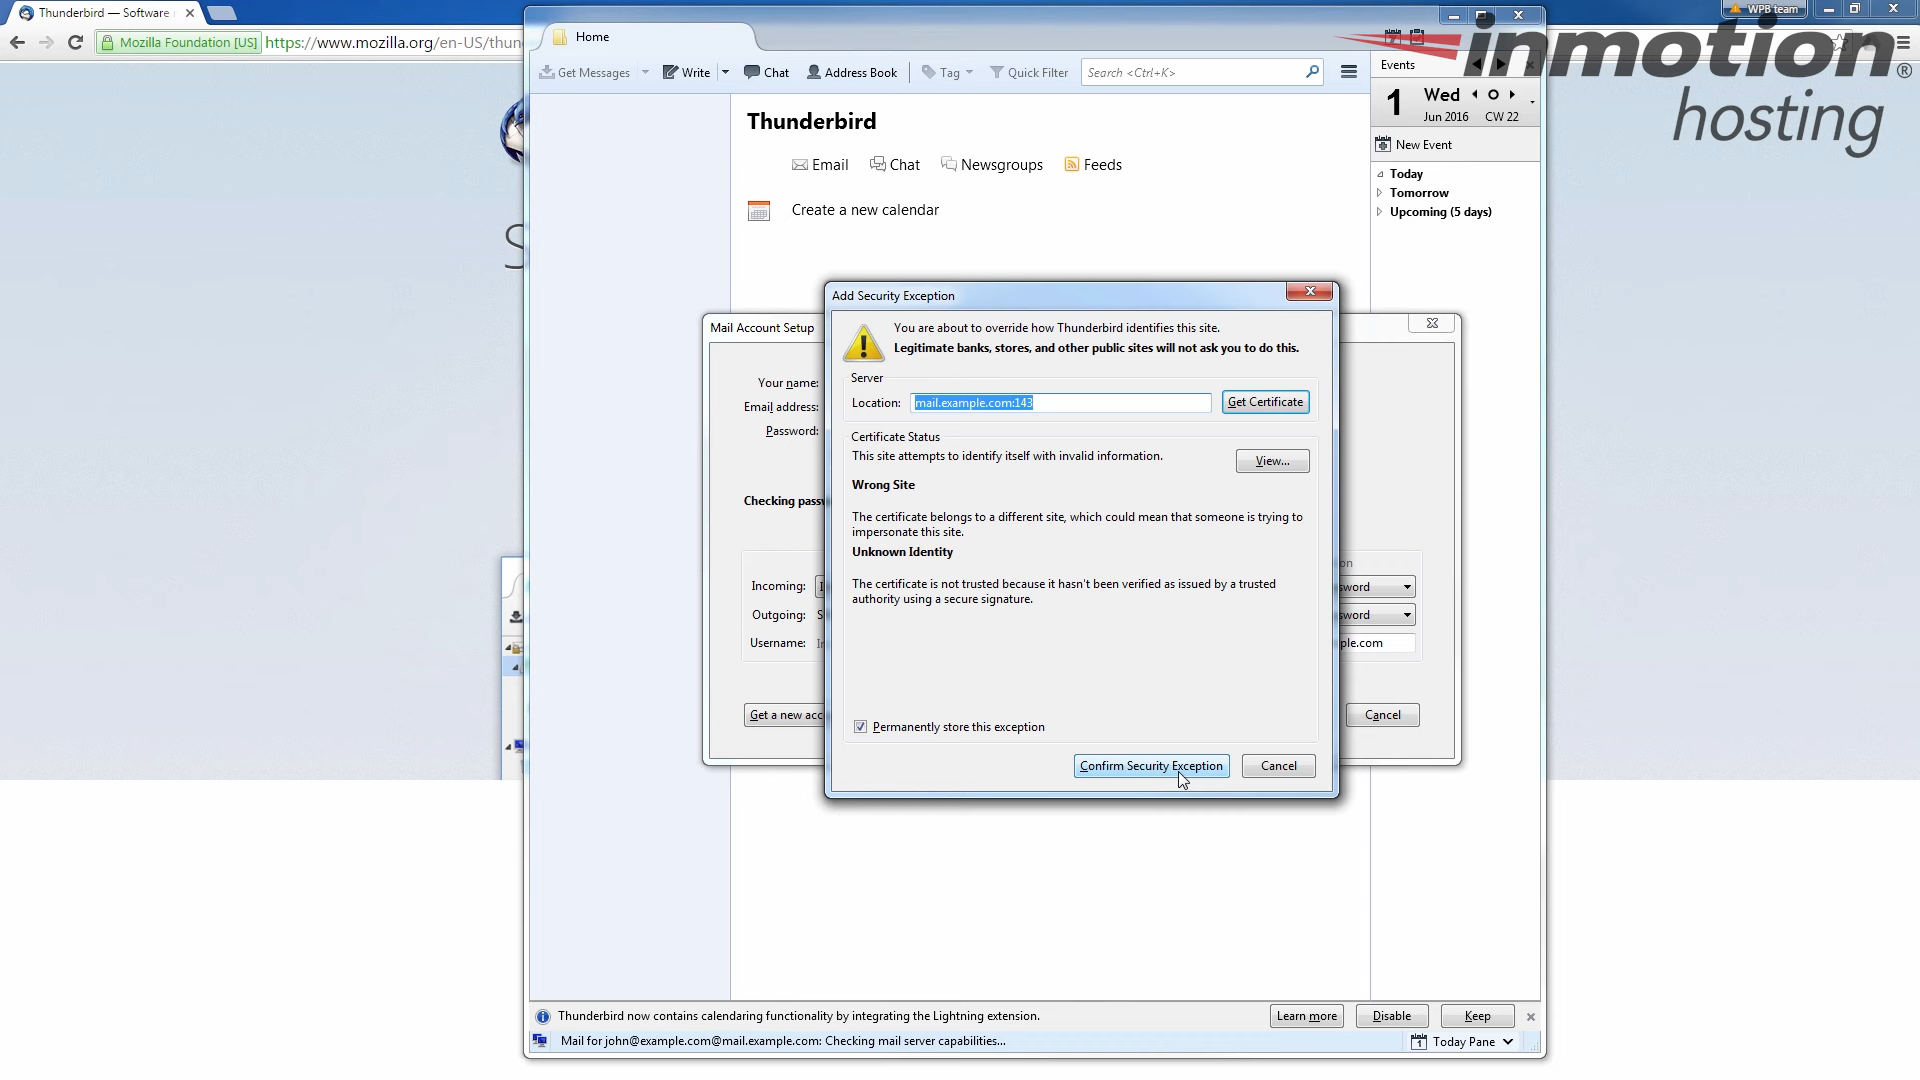 Thunderbird — Software
WPB team
Mozilla Foundation [US]
https://www.mozilla.org/en-US/thun
inmotion®
hosting
Home
Get Messages
Write
Chat
Address Book
Tag
Quick Filter
Search <Ctrl+K>
Events
1
Wed
Jun 2016
CW 22
New Event
Today
Tomorrow
Upcoming (5 days)
Thunderbird
Email
Chat
Newsgroups
Feeds
Create a new calendar
S
Mail Account Setup
Your name:
Email address:
Password:
Checking passw
Incoming:
Outgoing:
S
Username:
In
on
sword
sword
ple.com
Get a new acc
Cancel
Add Security Exception
You are about to override how Thunderbird identifies this site.
Legitimate banks, stores, and other public sites will not ask you to do this.
Server
Location:
mail.example.com:143
Get Certificate
Certificate Status
This site attempts to identify itself with invalid information.
View...
Wrong Site
The certificate belongs to a different site, which could mean that someone is trying to
impersonate this site.
Unknown Identity
The certificate is not trusted because it hasn't been verified as issued by a trusted
authority using a secure signature.
Permanently store this exception
Confirm Security Exception
Cancel
Thunderbird now contains calendaring functionality by integrating the Lightning extension.
Learn more
Disable
Keep
Mail for john@example.com@mail.example.com: Checking mail server capabilities...
1
Today Pane